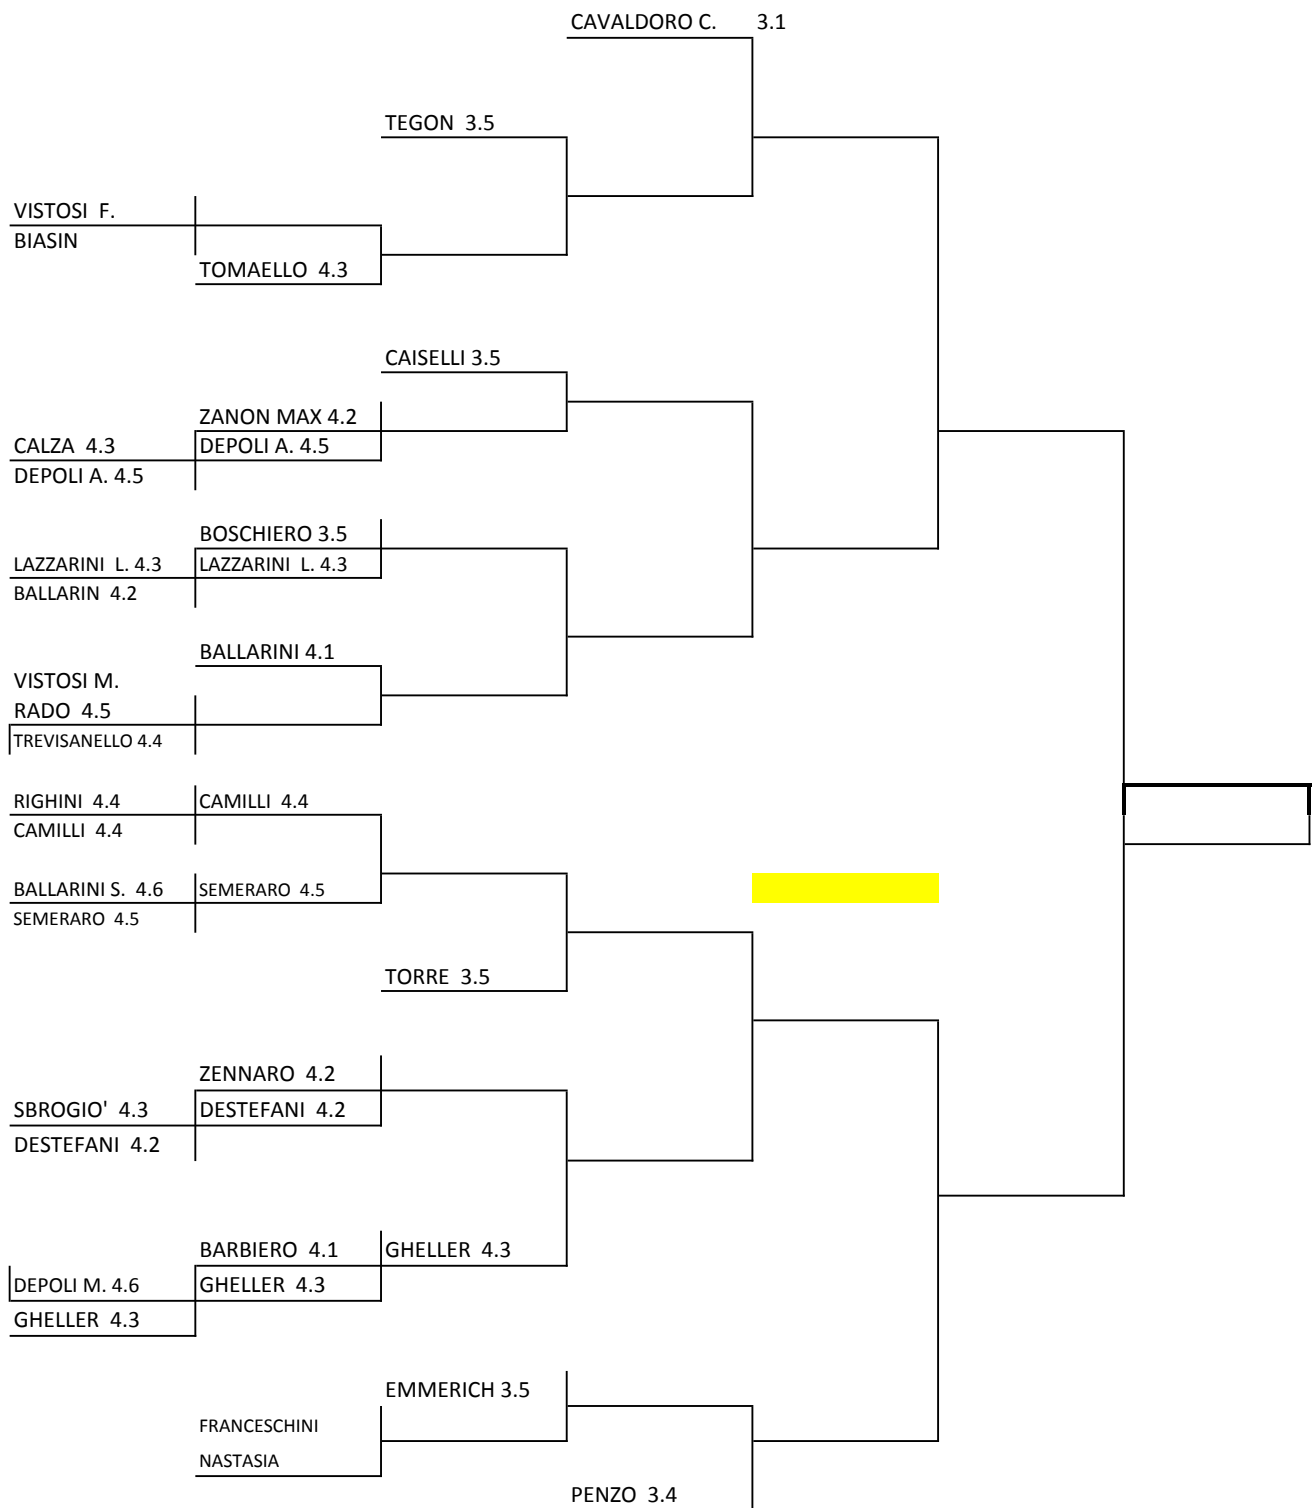 CAVALDORO C. 3.1
TEGON 3.5
VISTOSI F.
BIASIN
TOMAELLO 4.3
CAISELLI 3.5
ZANON MAX 4.2
CALZA 4.3 DEPOLI A. 4.5
DEPOLI A. 4.5
BOSCHIERO 3.5
LAZZARINI L. 4.3 LAZZARINI L. 4.3
BALLARIN 4.2
BALLARINI 4.1
VISTOSI M.
RADO 4.5
TREVISANELLO 4.4
RIGHINI 4.4 CAMILLI 4.4
CAMILLI 4.4
BALLARINI S. 4.6 SEMERARO 4.5
SEMERARO 4.5
TORRE 3.5
ZENNARO 4.2
SBROGIO' 4.3 DESTEFANI 4.2
DESTEFANI 4.2
BARBIERO 4.1 GHELLER 4.3
DEPOLI M. 4.6 GHELLER 4.3
GHELLER 4.3
EMMERICH 3.5
FRANCESCHINI
NASTASIA
PENZO 3.4